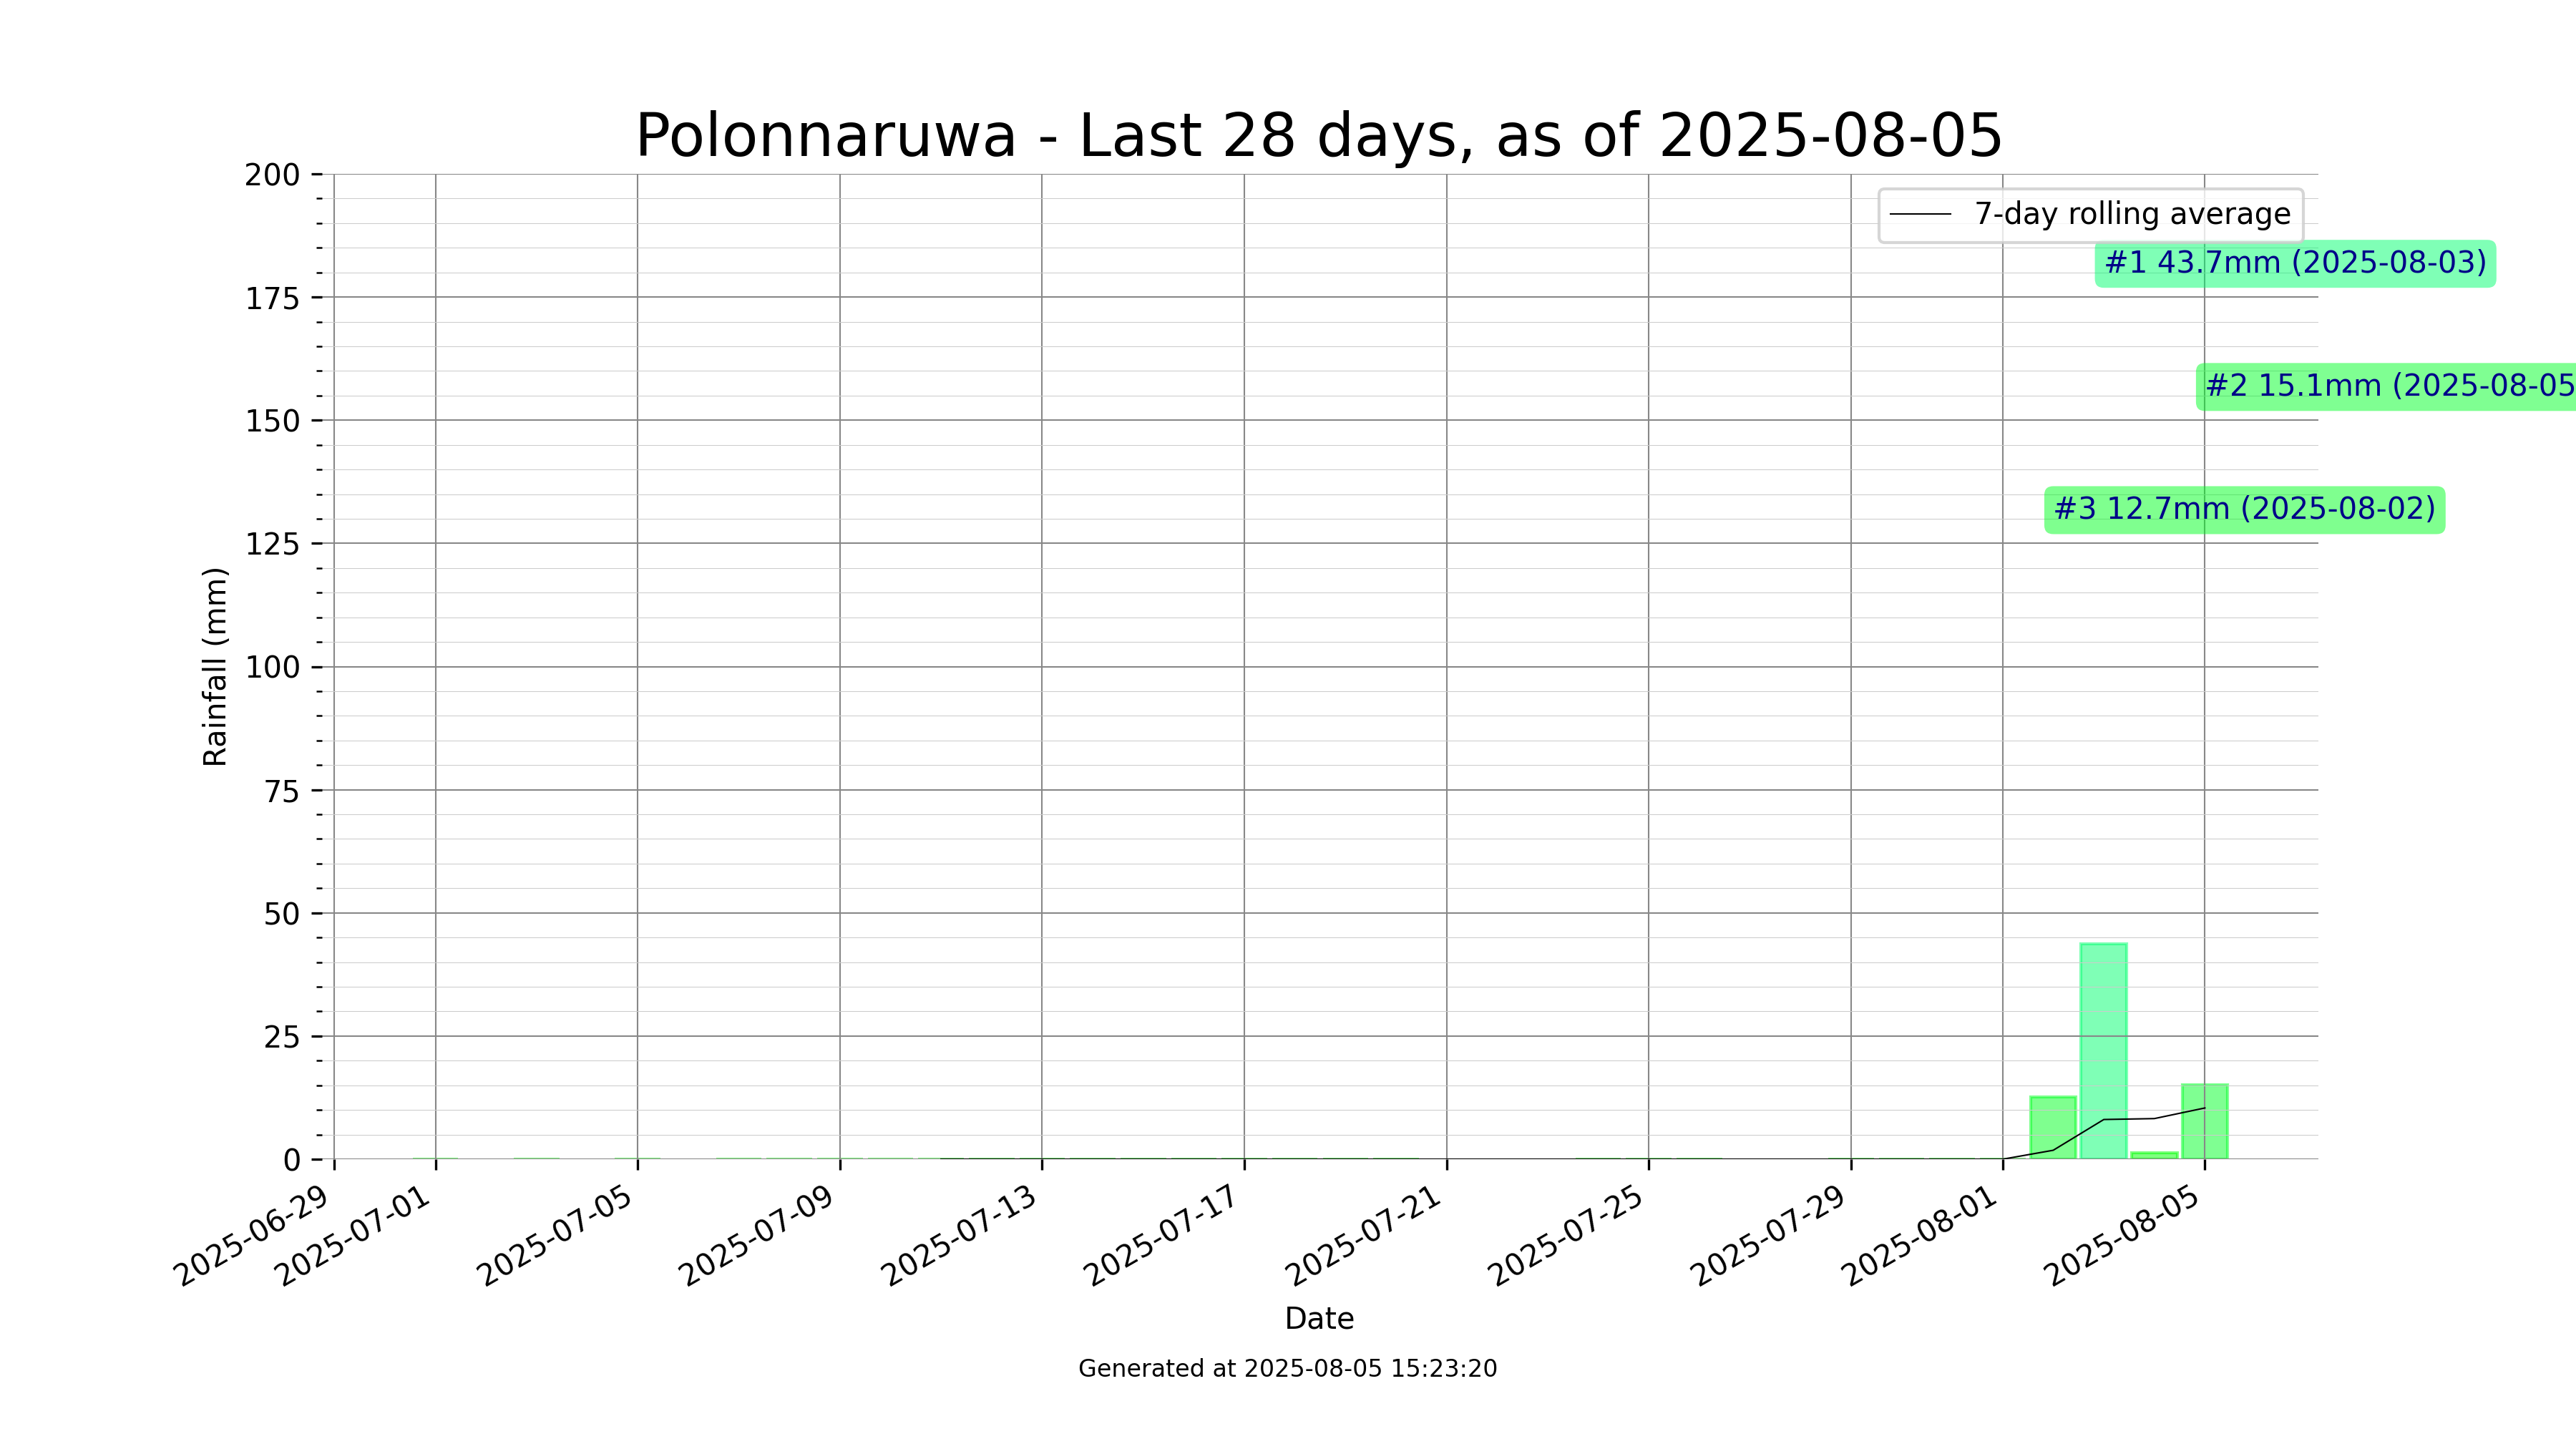 Polonnaruwa - Last 28 days, as of 2025-08-05
200
7-day rolling average
#1 43.7mm (2025-08-03)
175
#2 15.1mm (2025-08-05
150
#3 12.7mm (2025-08-02)
125
100
75
50
25
0
Rainfall (mm)
2025-06-29
2025-07-01
2025-07-05
2025-07-09
2025-07-13
2025-07-17
2025-07-21
2025-07-25
2025-07-29
2025-08-01
2025-08-05
Date
Generated at 2025-08-05 15:23:20